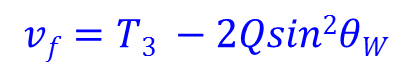 v_f = T_3 − 2Qsin²θ_W